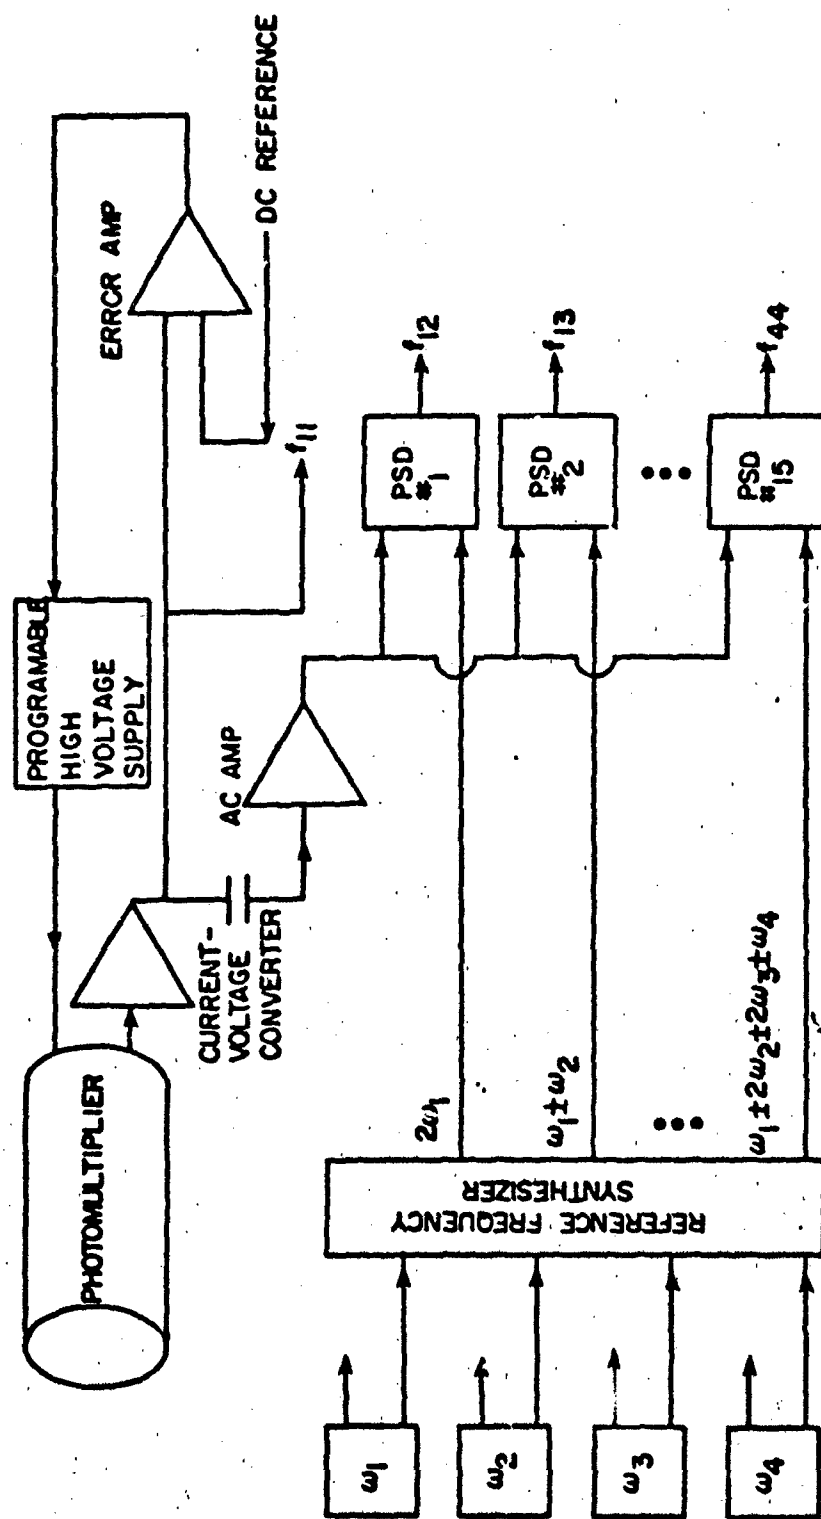 PHOTOMULTIPLIER
PROGRAMABLE
HIGH
VOLTAGE
SUPPLY
ERRCR AMP
DC REFERENCE
f11
CURRENT-
VOLTAGE
CONVERTER
AC AMP
ω1
ω2
ω3
ω4
REFERENCE FREQUENCY
SYNTHESIZER
2ω1
ω1±ω2
•••
ω1±2ω2±2ω3±ω4
PSD
#1
f12
PSD
#2
f13
•••
PSD
#15
f44